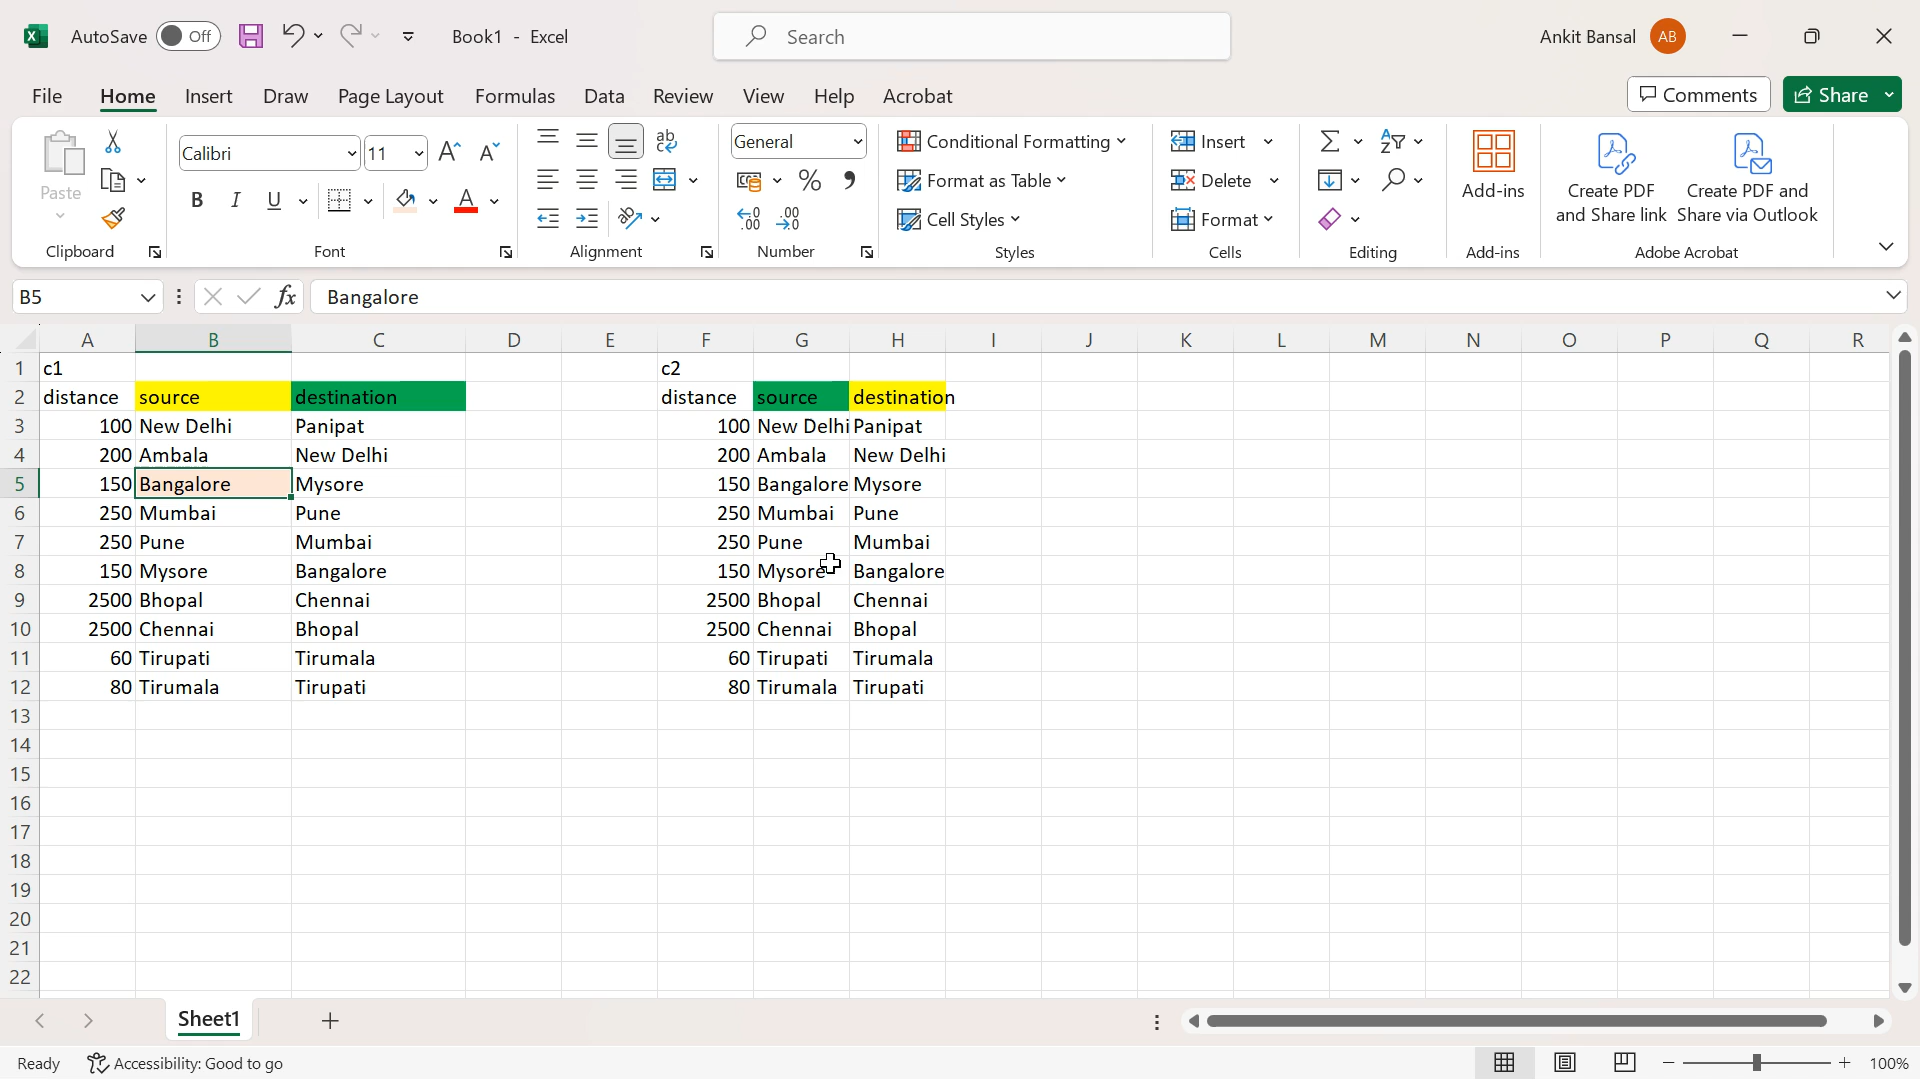 AutoSave Off Book1 - Excel Search Ankit Bansal AB
File Home Insert Draw Page Layout Formulas Data Review View Help Acrobat Comments Share
Paste Calibri 11 General Conditional Formatting Format as Table Cell Styles Insert Delete Format Add-ins Create PDF and Share link Create PDF and Share via Outlook
Clipboard Font Alignment Number Styles Cells Editing Add-ins Adobe Acrobat
B5 fx Bangalore
A B C D E F G H I J K L M N O P Q R
1 c1 c2
2 distance source destination distance source destination
3 100 New Delhi Panipat 100 New Delhi Panipat
4 200 Ambala New Delhi 200 Ambala New Delhi
5 150 Bangalore Mysore 150 Bangalore Mysore
6 250 Mumbai Pune 250 Mumbai Pune
7 250 Pune Mumbai 250 Pune Mumbai
8 150 Mysore Bangalore 150 Mysore Bangalore
9 2500 Bhopal Chennai 2500 Bhopal Chennai
10 2500 Chennai Bhopal 2500 Chennai Bhopal
11 60 Tirupati Tirumala 60 Tirupati Tirumala
12 80 Tirumala Tirupati 80 Tirumala Tirupati
13
14
15
16
17
18
19
20
21
22
Sheet1
Ready Accessibility: Good to go 100%